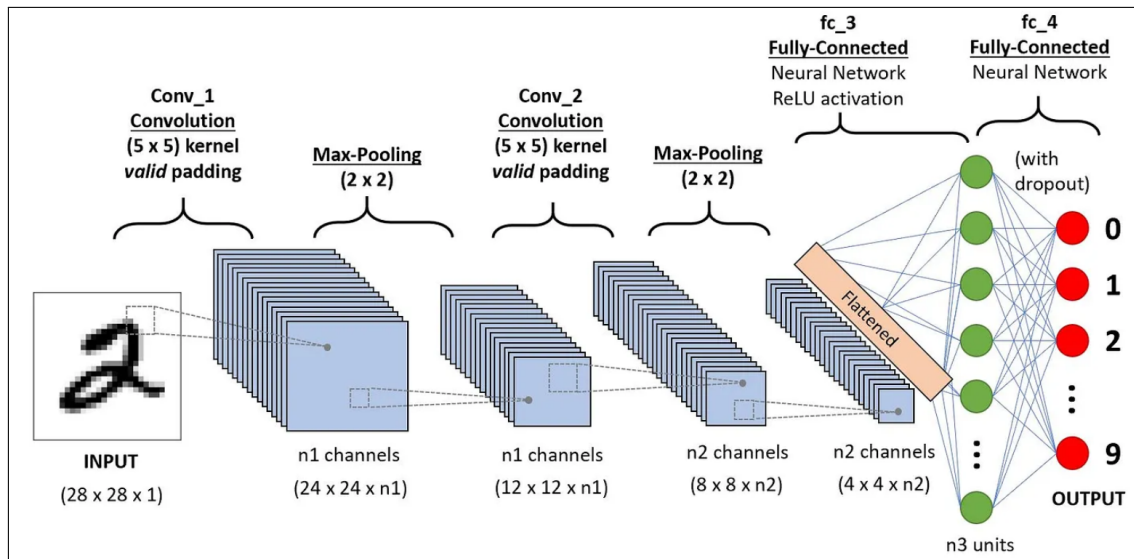 fc_3
Fully-Connected
Neural Network
ReLU activation
fc_4
Fully-Connected
Neural Network
Conv_1
Convolution
(5 x 5) kernel
valid padding
Max-Pooling
(2 x 2)
Conv_2
Convolution
(5 x 5) kernel
valid padding
Max-Pooling
(2 x 2)
(with
dropout)
Flattened
0
1
2
...
9
...
INPUT
(28 x 28 x 1)
n1 channels
(24 x 24 x n1)
n1 channels
(12 x 12 x n1)
n2 channels
(8 x 8 x n2)
n2 channels
(4 x 4 x n2)
OUTPUT
n3 units
2